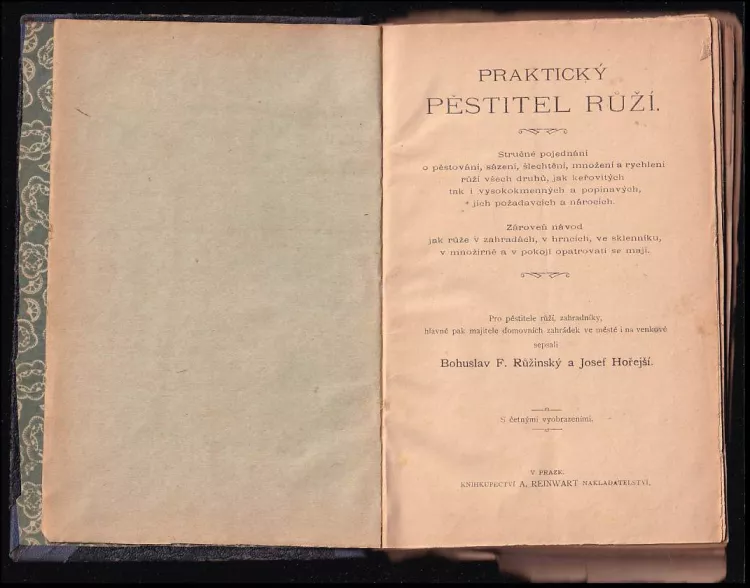 PRAKTICKÝ
PĚSTITEL RŮŽÍ.
Stručné pojednání
o pěstování, sázení, šlechtění, množení a rychlení
růží všech druhů, jak keřovitých
tak i vysokokmenných a popinavých,
jich požadavcích a nárocích.
Zároveň návod
jak růže v zahradách, v hrncích, ve skleníku,
v množírně a v pokoji opatrovati se mají.
Pro pěstitele růží, zahradníky,
hlavně pak majitele domovních zahrádek ve městě i na venkově
sepsali
Bohuslav F. Růžinský a Josef Hořejší.
S četnými vyobrazeními.
V PRAZE.
KNIHKUPECTVÍ A. REINWART NAKLADATELSTVÍ.